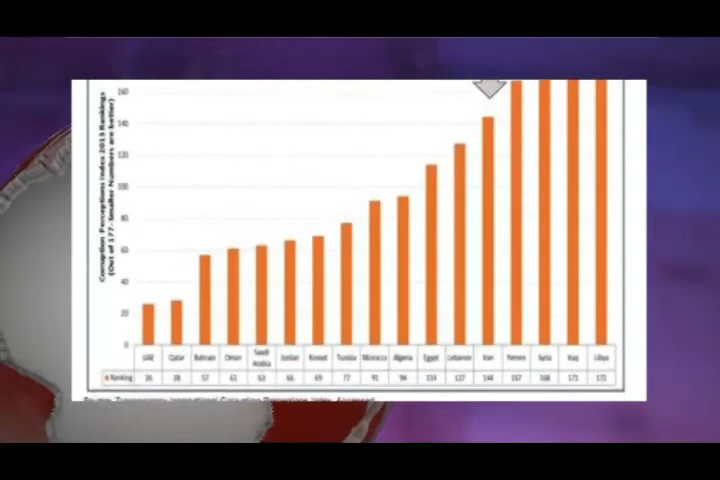 Corruption Perceptions Index 2013 Rankings
(Out of 177. Smaller Numbers are better)
160
140
120
100
80
60
40
20
0
UAE Qatar Bahrain Oman Saudi Arabia Jordan Kuwait Tunisia Morocco Algeria Egypt Lebanon Iran Yemen Syria Iraq Libya
Ranking 26 28 57 61 63 66 69 77 91 94 114 127 144 167 168 171 172